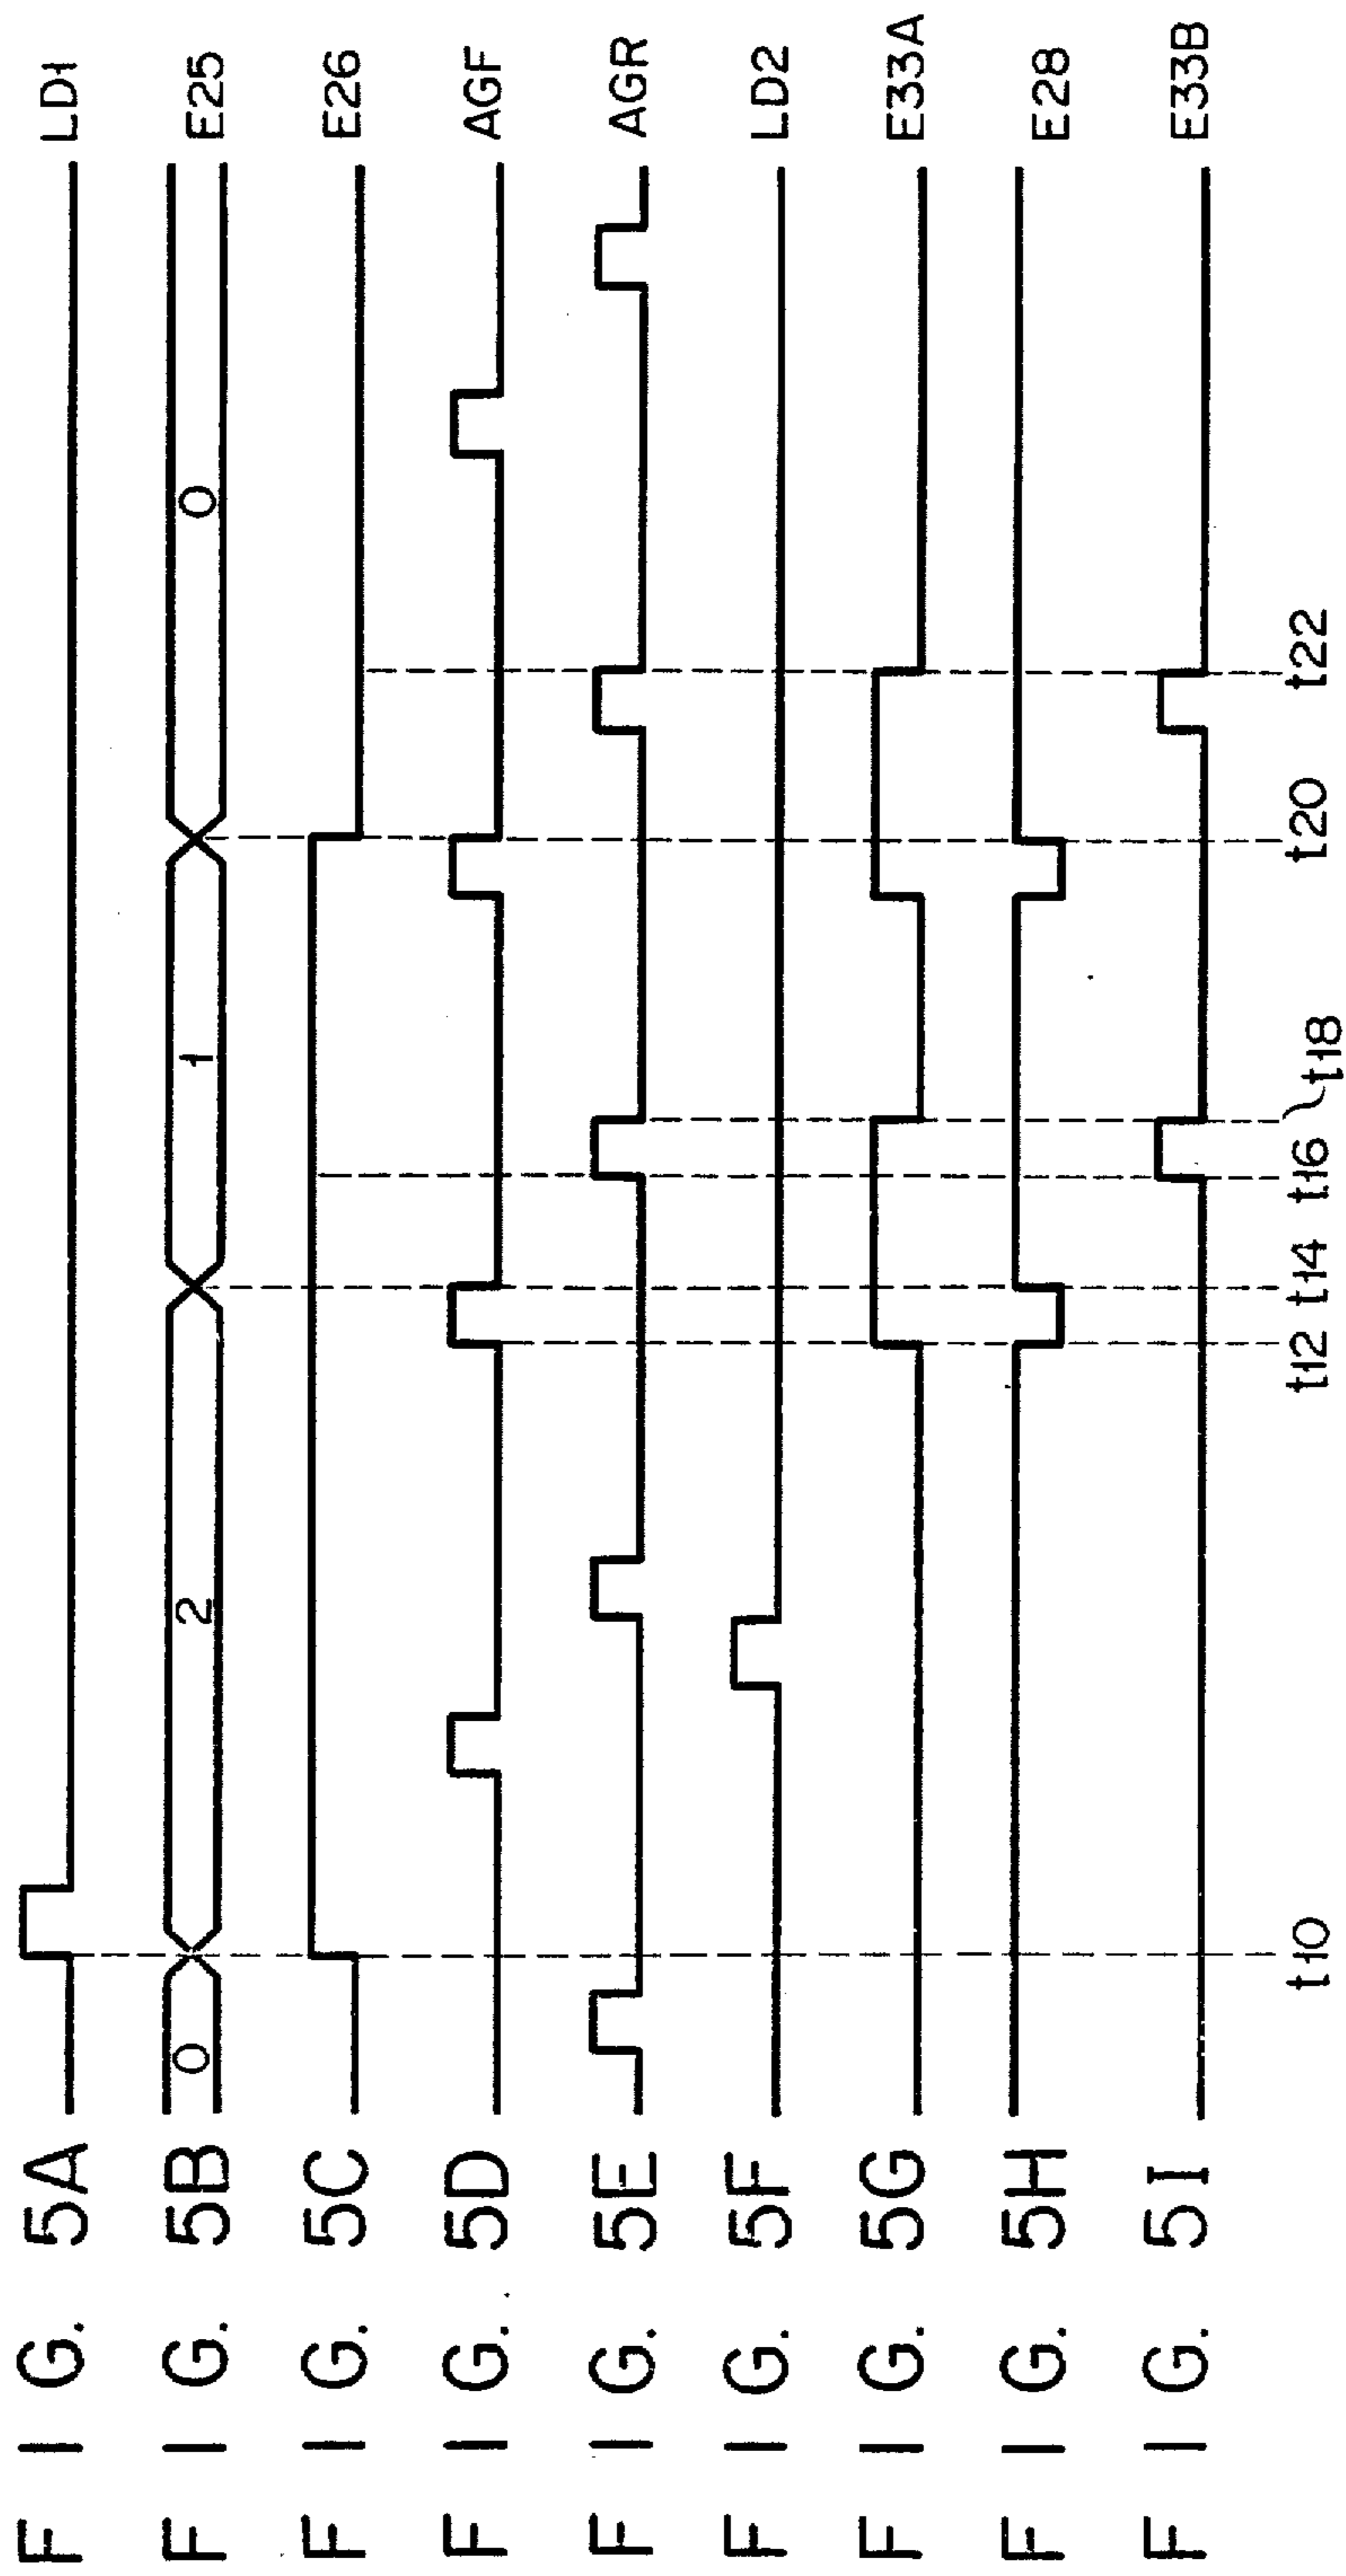 FIG. 5A LD1
FIG. 5B 0 2 1 0 E25
FIG. 5C E26
FIG. 5D AGF
FIG. 5E AGR
FIG. 5F LD2
FIG. 5G E33A
FIG. 5H E28
FIG. 5I E33B
t10 t12 t14 t16 t18 t20 t22